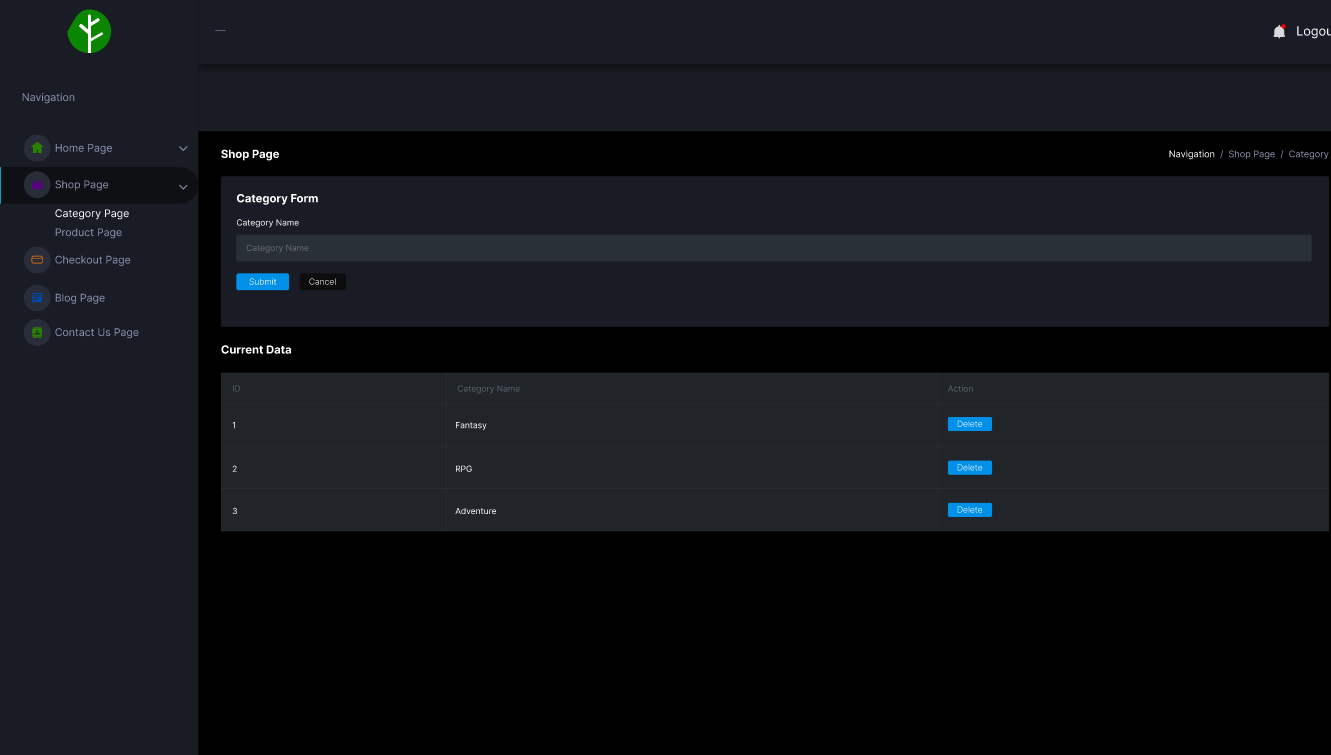 Logou
Navigation
Home Page
Shop Page
Category Page
Product Page
Checkout Page
Blog Page
Contact Us Page
Shop Page
Navigation / Shop Page / Category
Category Form
Category Name
Category Name
Submit Cancel
Current Data
ID Category Name Action
1 Fantasy Delete
2 RPG Delete
3 Adventure Delete